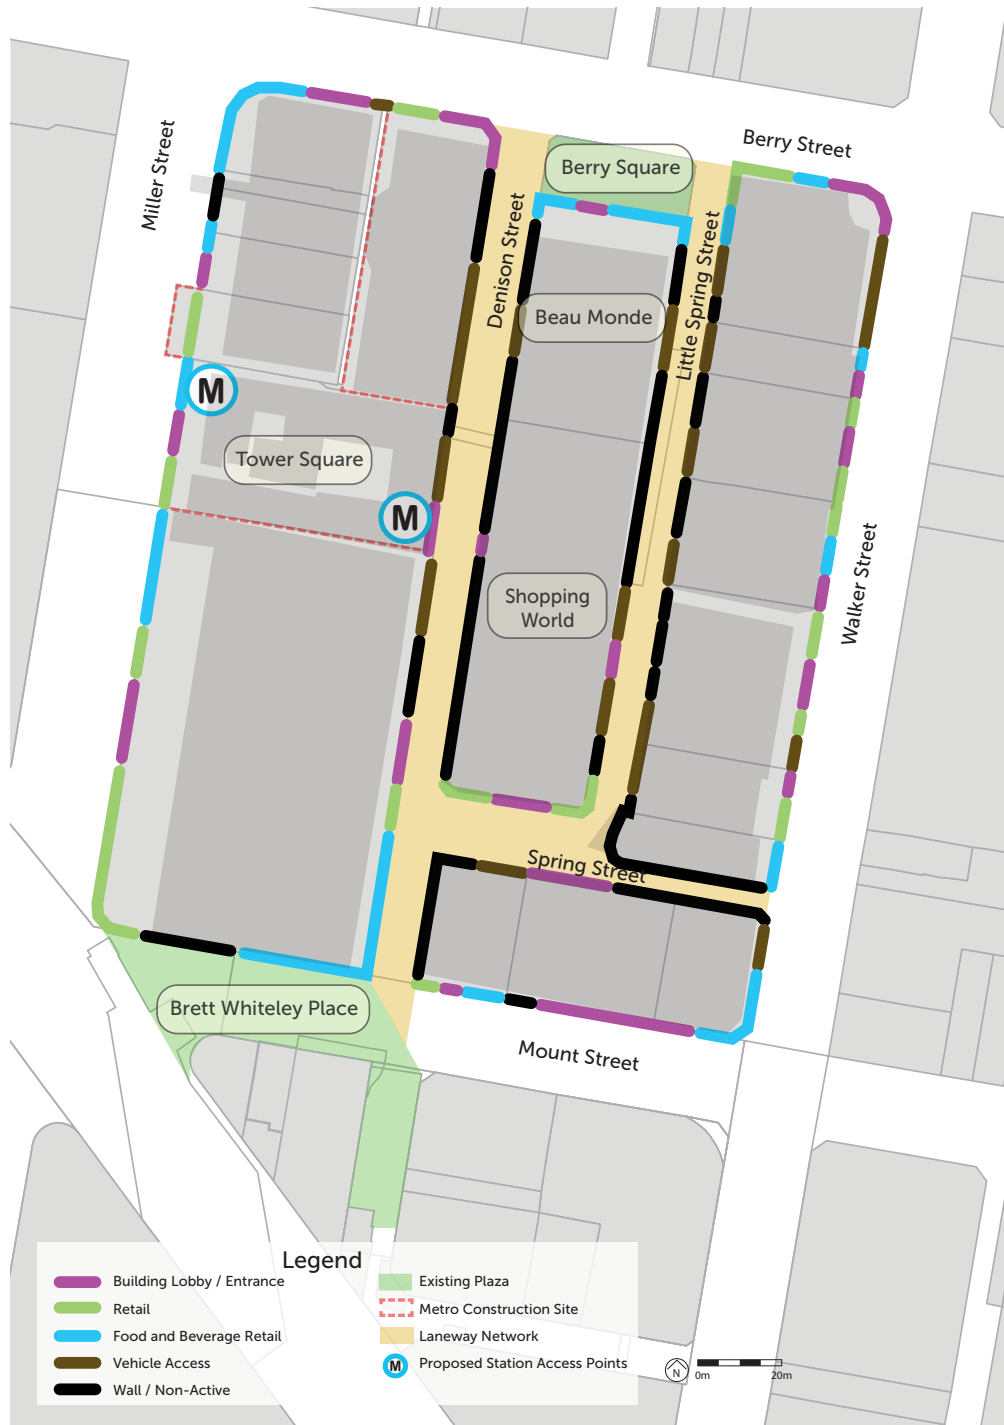 Miller Street
Berry Street
Berry Square
Denison Street
Little Spring Street
Beau Monde
M
Tower Square
M
Shopping
World
Walker Street
Spring Street
Brett Whiteley Place
Mount Street
Legend
Building Lobby / Entrance
Retail
Food and Beverage Retail
Vehicle Access
Wall / Non-Active
Existing Plaza
Metro Construction Site
Laneway Network
M Proposed Station Access Points
N
0m 20m